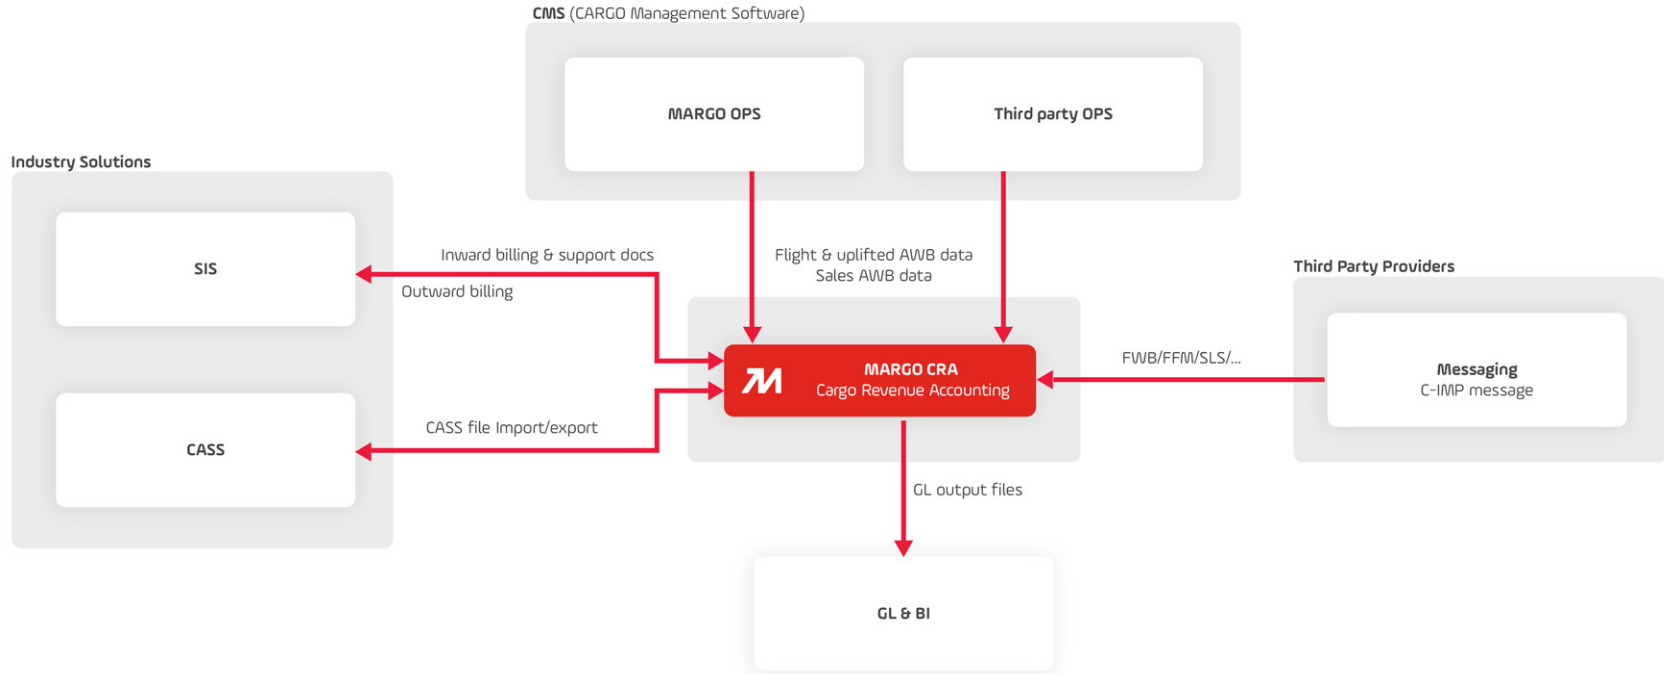 CMS (CARGO Management Software)
MARGO OPS
Third party OPS
Industry Solutions
SIS
Inward billing & support docs
Outward billing
Flight & uplifted AWB data
Sales AWB data
Third Party Providers
MARGO CRA
Cargo Revenue Accounting
FWB/FFM/SLS/...
Messaging
C-IMP message
CASS
CASS file Import/export
GL output files
GL & BI